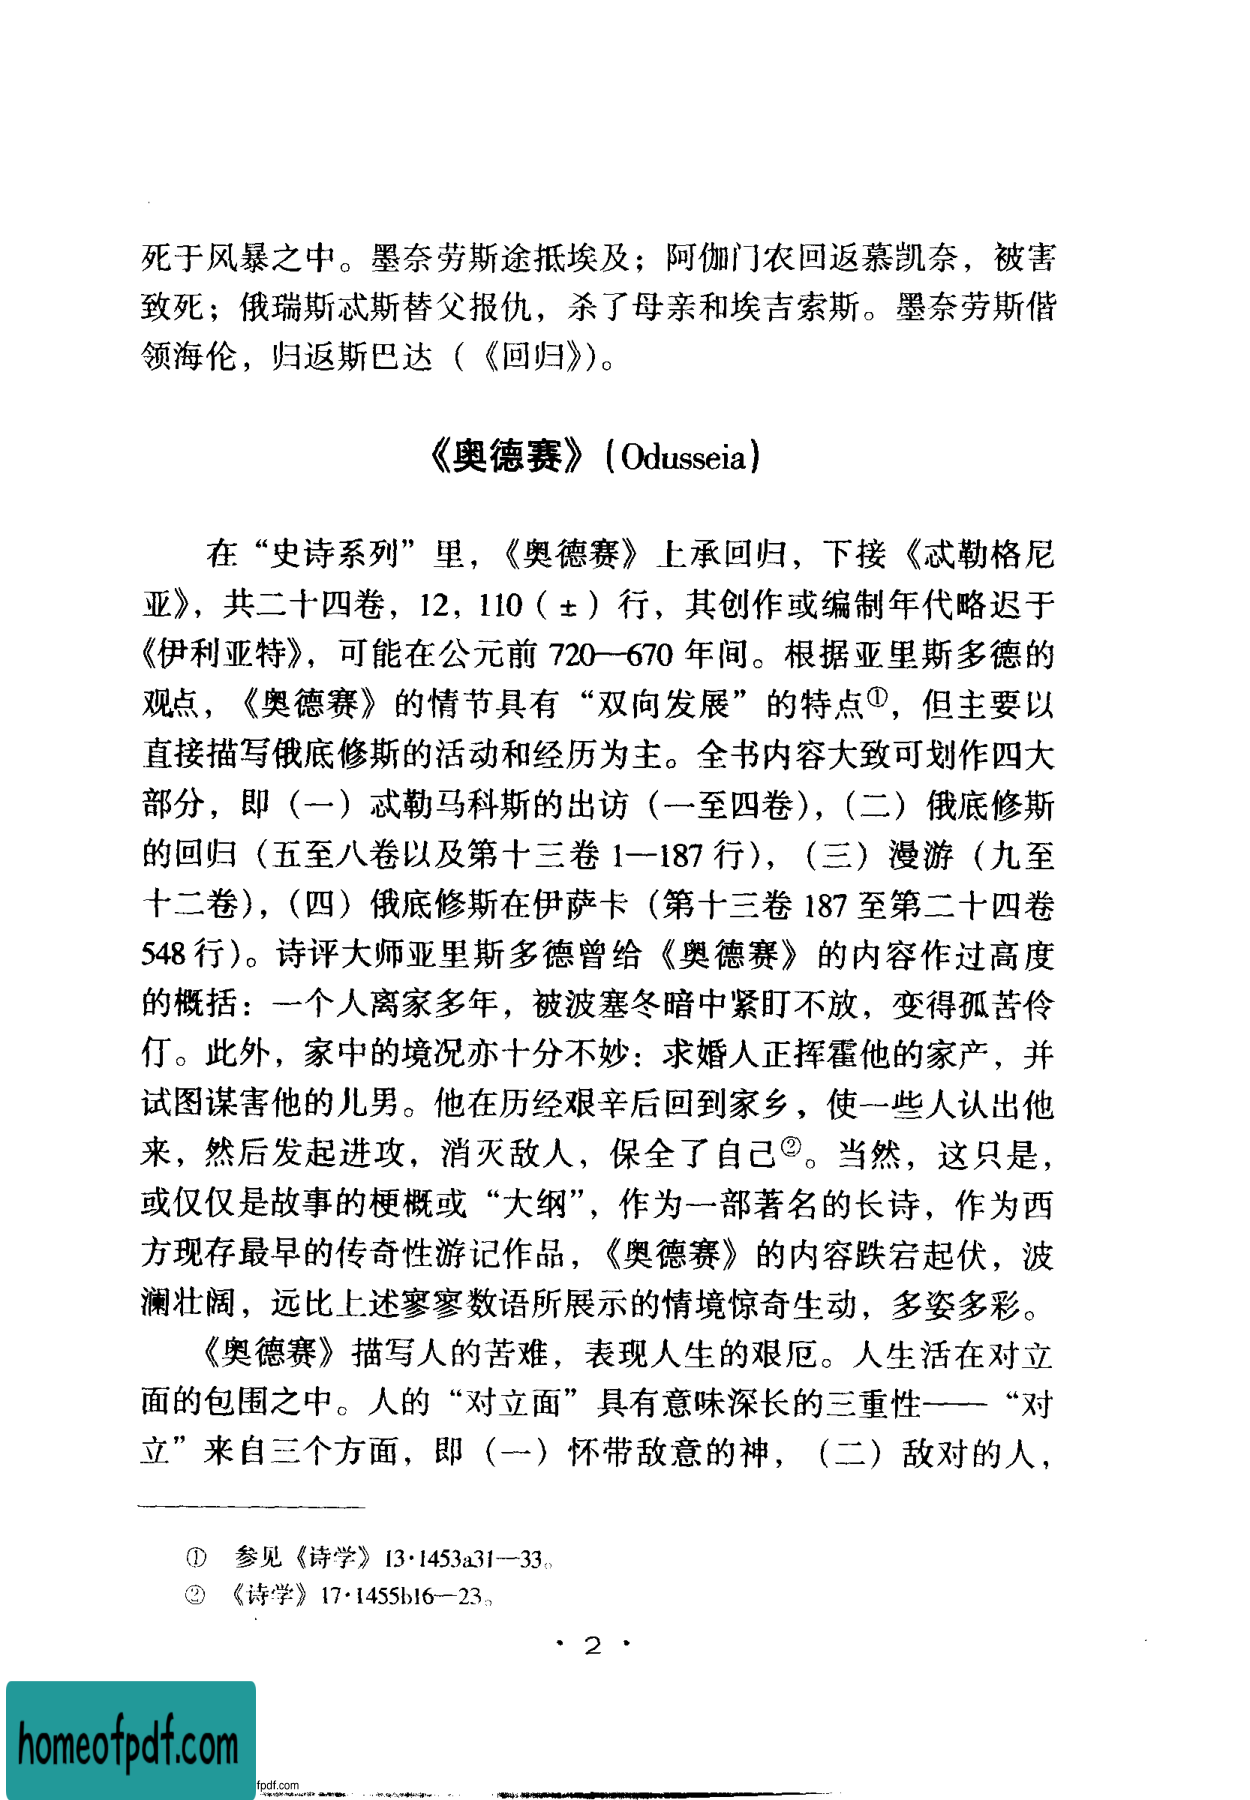 死于风暴之中。墨奈劳斯途抵埃及；阿伽门农回返慕凯奈，被害
致死；俄瑞斯忒斯替父报仇，杀了母亲和埃吉索斯。墨奈劳斯偕
领海伦，归返斯巴达（《回归》）。
《奥德赛》(Odusseia)
在“史诗系列”里，《奥德赛》上承回归，下接《忒勒格尼
亚》，共二十四卷，12，110（±）行，其创作或编制年代略迟于
《伊利亚特》，可能在公元前 720—670 年间。根据亚里斯多德的
观点，《奥德赛》的情节具有“双向发展”的特点①，但主要以
直接描写俄底修斯的活动和经历为主。全书内容大致可划作四大
部分，即（一）忒勒马科斯的出访（一至四卷），（二）俄底修斯
的回归（五至八卷以及第十三卷 1—187 行），（三）漫游（九至
十二卷），（四）俄底修斯在伊萨卡（第十三卷 187 至第二十四卷
548 行）。诗评大师亚里斯多德曾给《奥德赛》的内容作过高度
的概括：一个人离家多年，被波塞冬暗中紧盯不放，变得孤苦伶
仃。此外，家中的境况亦十分不妙：求婚人正挥霍他的家产，并
试图谋害他的儿男。他在历经艰辛后回到家乡，使一些人认出他
来，然后发起进攻，消灭敌人，保全了自己②。当然，这只是，
或仅仅是故事的梗概或“大纲”，作为一部著名的长诗，作为西
方现存最早的传奇性游记作品，《奥德赛》的内容跌宕起伏，波
澜壮阔，远比上述寥寥数语所展示的情境惊奇生动，多姿多彩。
《奥德赛》描写人的苦难，表现人生的艰厄。人生活在对立
面的包围之中。人的“对立面”具有意味深长的三重性——“对
立”来自三个方面，即（一）怀带敌意的神，（二）敌对的人，
① 参见《诗学》13·1453a31—33。
② 《诗学》17·1455b16—23。
· 2 ·
homeofpdf.com
fpdf.com